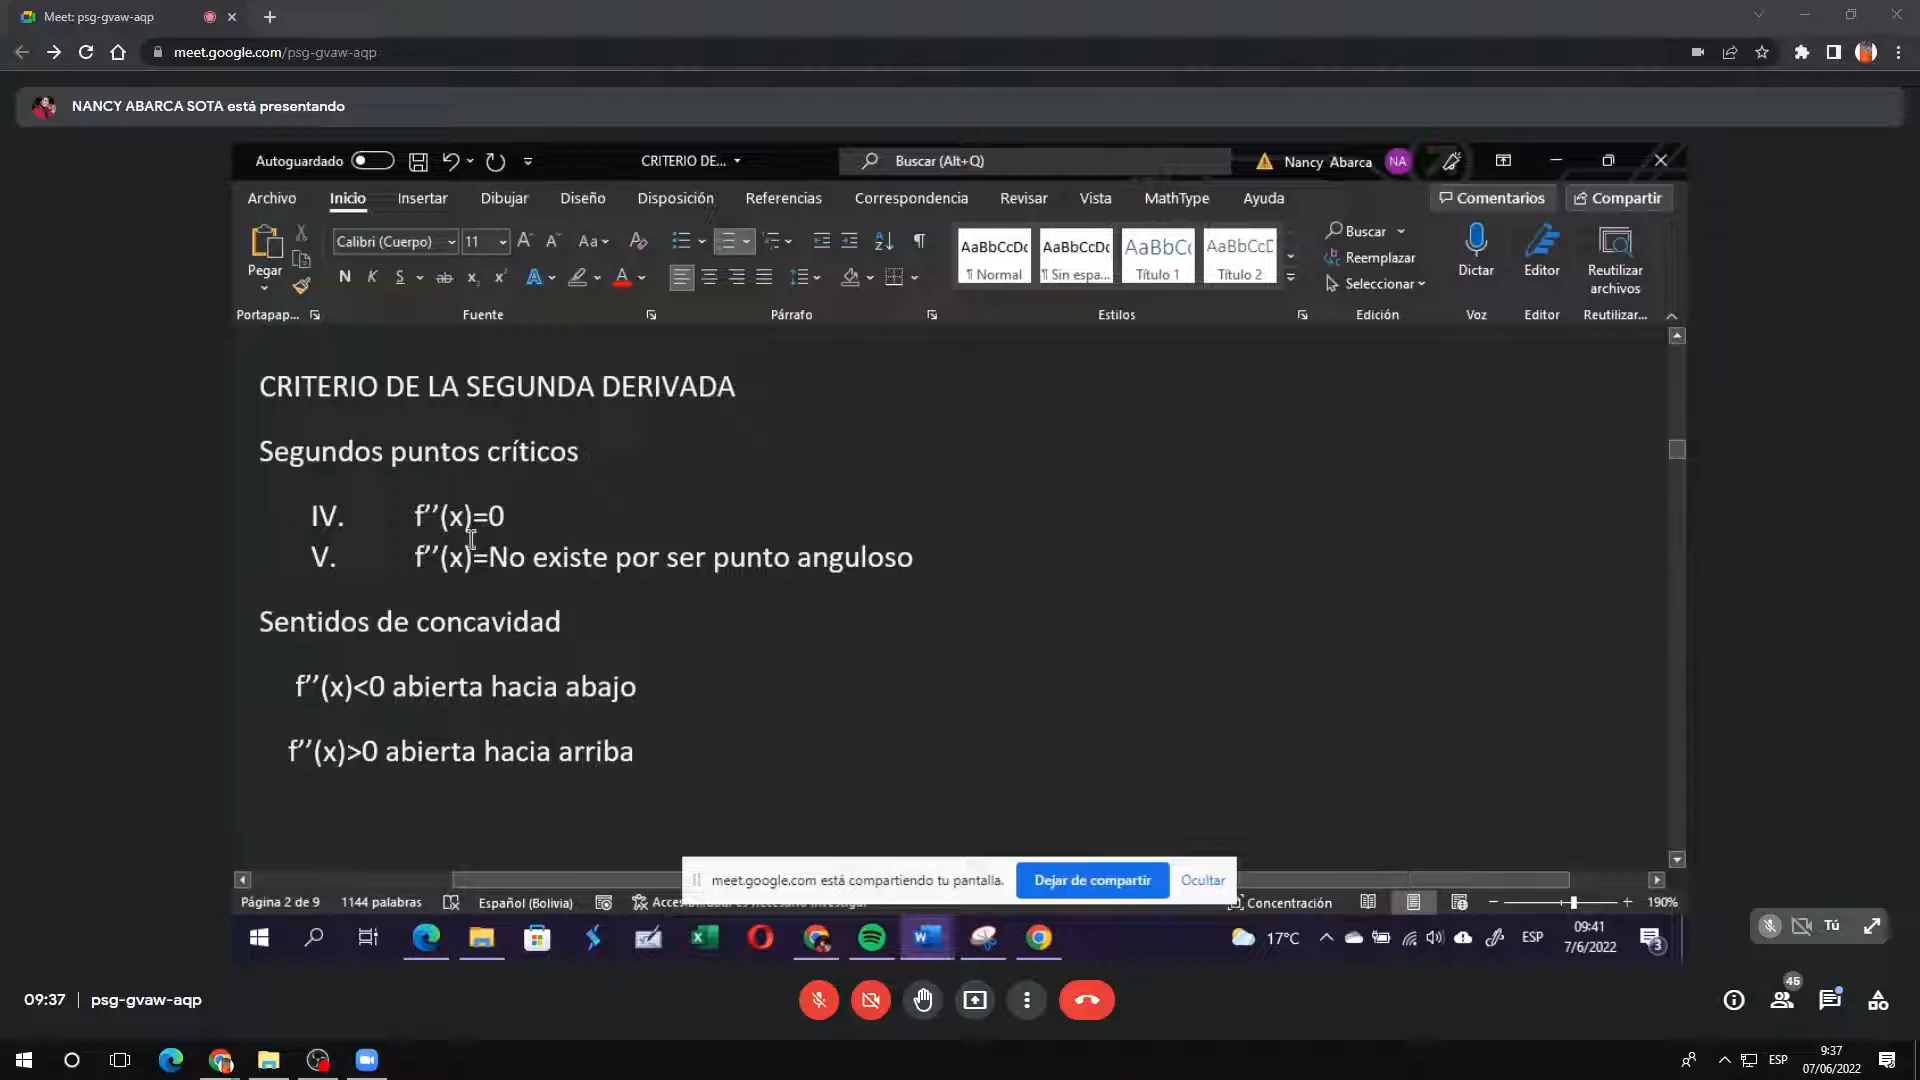 Meet: psg-gvaw-aqp
meet.google.com/psg-gvaw-aqp
NANCY ABARCA SOTA está presentando
Autoguardado
CRITERIO DE...
Buscar (Alt+Q)
Nancy Abarca
NA
Archivo Inicio Insertar Dibujar Diseño Disposición Referencias Correspondencia Revisar Vista MathType Ayuda
Comentarios
Compartir
Pegar
Calibri (Cuerpo)
11
Aa
N K S ab x₂ x²
AaBbCcDc AaBbCcDc AaBbC( AaBbCcE
¶ Normal ¶ Sin espa... Título 1 Título 2
Buscar
Reemplazar
Seleccionar
Dictar
Editor
Reutilizar
archivos
Portapap... Fuente Párrafo Estilos Edición Voz Editor Reutilizar...
CRITERIO DE LA SEGUNDA DERIVADA
Segundos puntos críticos
IV. f’’(x)=0
V. f’’(x)=No existe por ser punto anguloso
Sentidos de concavidad
f’’(x)<0 abierta hacia abajo
f’’(x)>0 abierta hacia arriba
meet.google.com está compartiendo tu pantalla.
Dejar de compartir
Ocultar
Página 2 de 9 1144 palabras Español (Bolivia)
Concentración
190%
17°C
ESP
09:41
7/6/2022
3
Tú
09:37 | psg-gvaw-aqp
45
ESP
9:37
07/06/2022